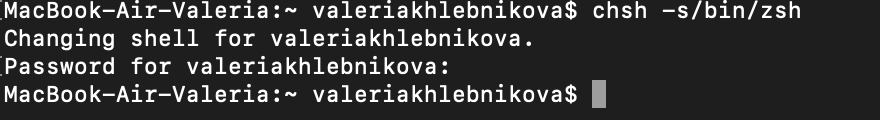 [MacBook-Air-Valeria:~ valeriakhlebnikova$ chsh -s/bin/zsh
Changing shell for valeriakhlebnikova.
[Password for valeriakhlebnikova:
MacBook-Air-Valeria:~ valeriakhlebnikova$